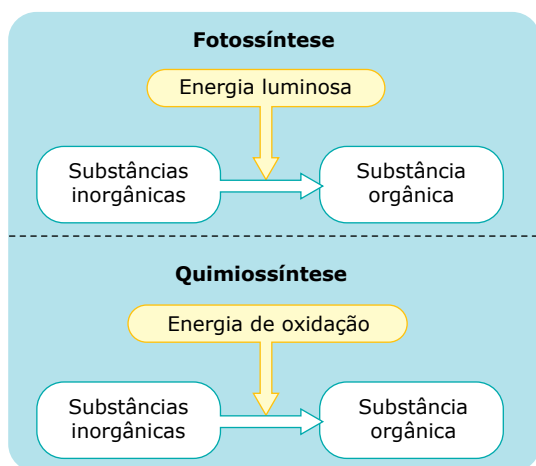 Fotossíntese
Energia luminosa
Substâncias
inorgânicas
Substância
orgânica
Quimiossíntese
Energia de oxidação
Substâncias
inorgânicas
Substância
orgânica